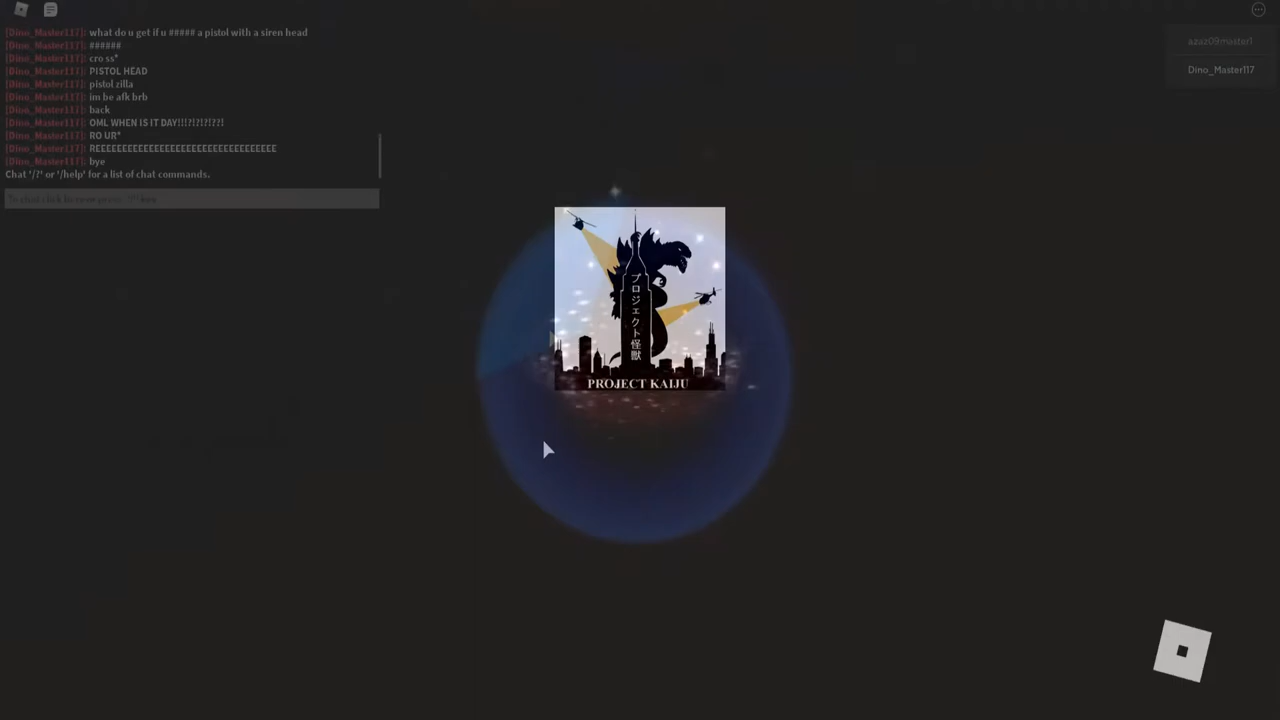 [Dino_Master117]: what do u get if u ##### a pistol with a siren head
[Dino_Master117]: ######
[Dino_Master117]: cro ss*
[Dino_Master117]: PISTOL HEAD
[Dino_Master117]: pistol zilla
[Dino_Master117]: im be afk brb
[Dino_Master117]: back
[Dino_Master117]: OML WHEN IS IT DAY!!!?!?!?!??!
[Dino_Master117]: RO UR*
[Dino_Master117]: REEEEEEEEEEEEEEEEEEEEEEEEEEEEEEEEEE
[Dino_Master117]: bye
Chat '/?' or '/help' for a list of chat commands.
azaz09master1
Dino_Master117
プロジェクト怪獣
PROJECT KAIJU